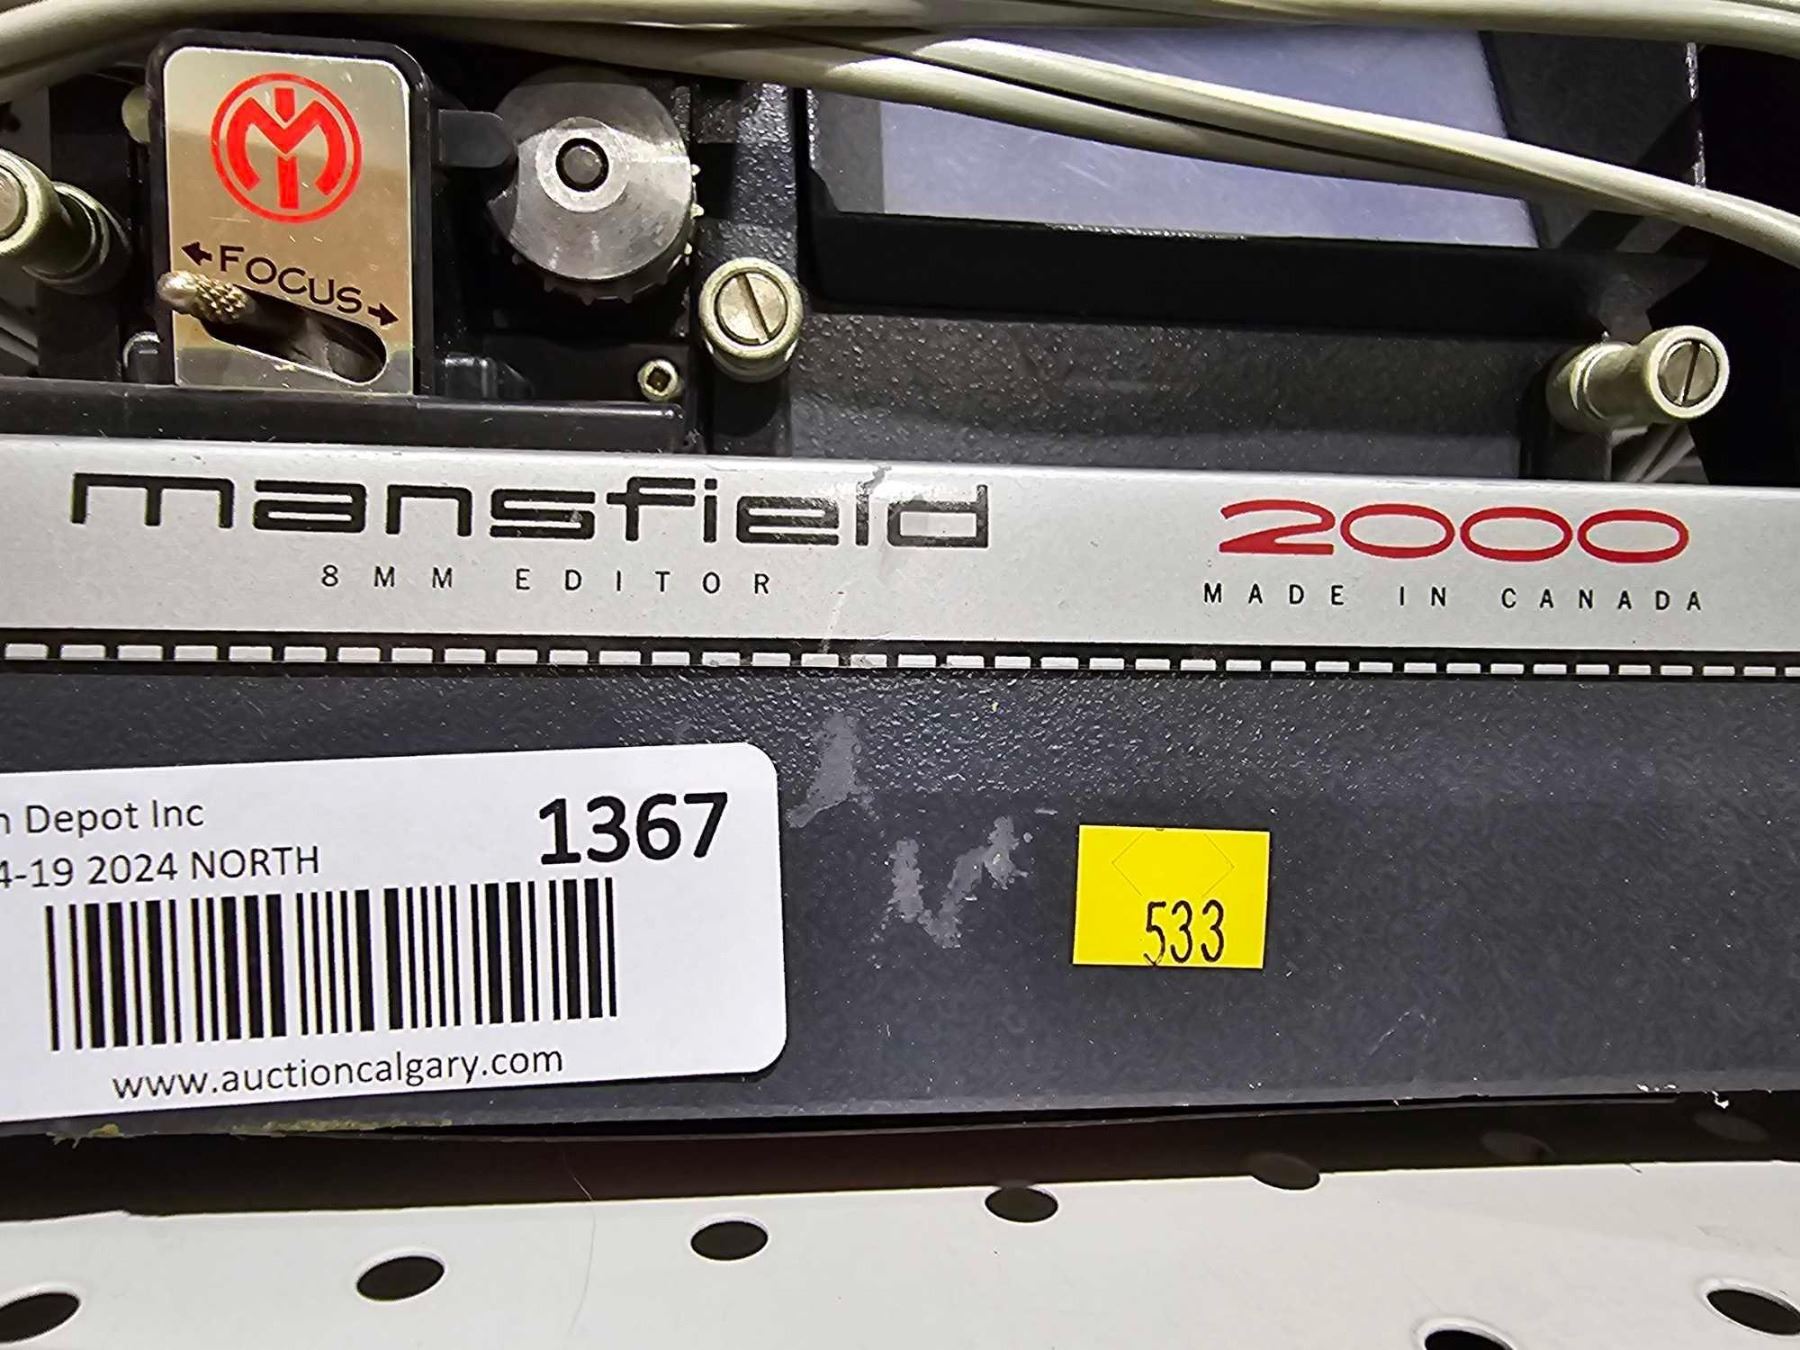 M
←FOCUS→
mansfield 2000
8MM EDITOR MADE IN CANADA
Depot Inc 1367
4-19 2024 NORTH
www.auctioncalgary.com
533